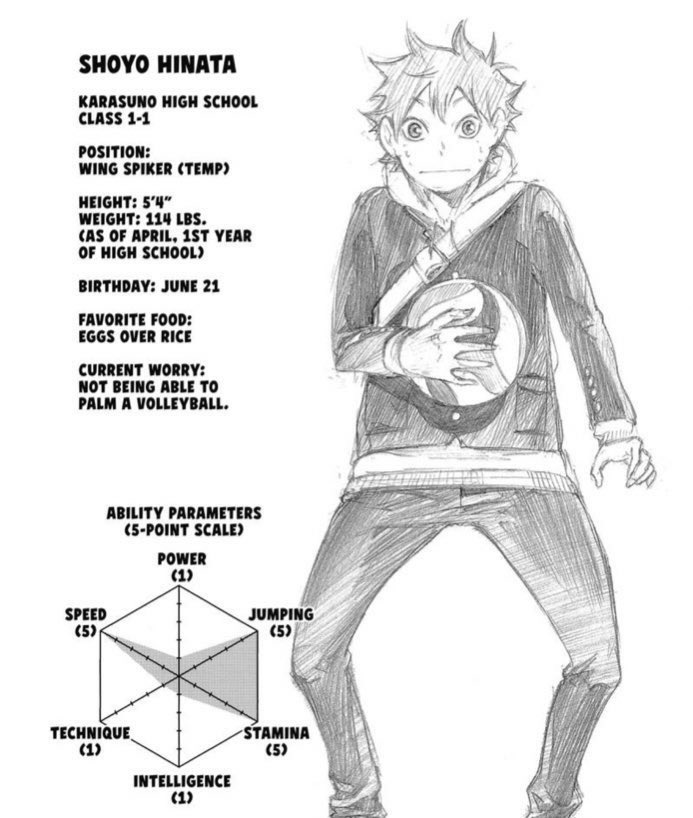 SHOYO HINATA
KARASUNO HIGH SCHOOL
CLASS 1-1
POSITION:
WING SPIKER (TEMP)
HEIGHT: 5'4"
WEIGHT: 114 LBS.
(AS OF APRIL, 1ST YEAR
OF HIGH SCHOOL)
BIRTHDAY: JUNE 21
FAVORITE FOOD:
EGGS OVER RICE
CURRENT WORRY:
NOT BEING ABLE TO
PALM A VOLLEYBALL.
ABILITY PARAMETERS
(5-POINT SCALE)
POWER
(1)
SPEED
(5)
JUMPING
(5)
TECHNIQUE
(1)
STAMINA
(5)
INTELLIGENCE
(1)